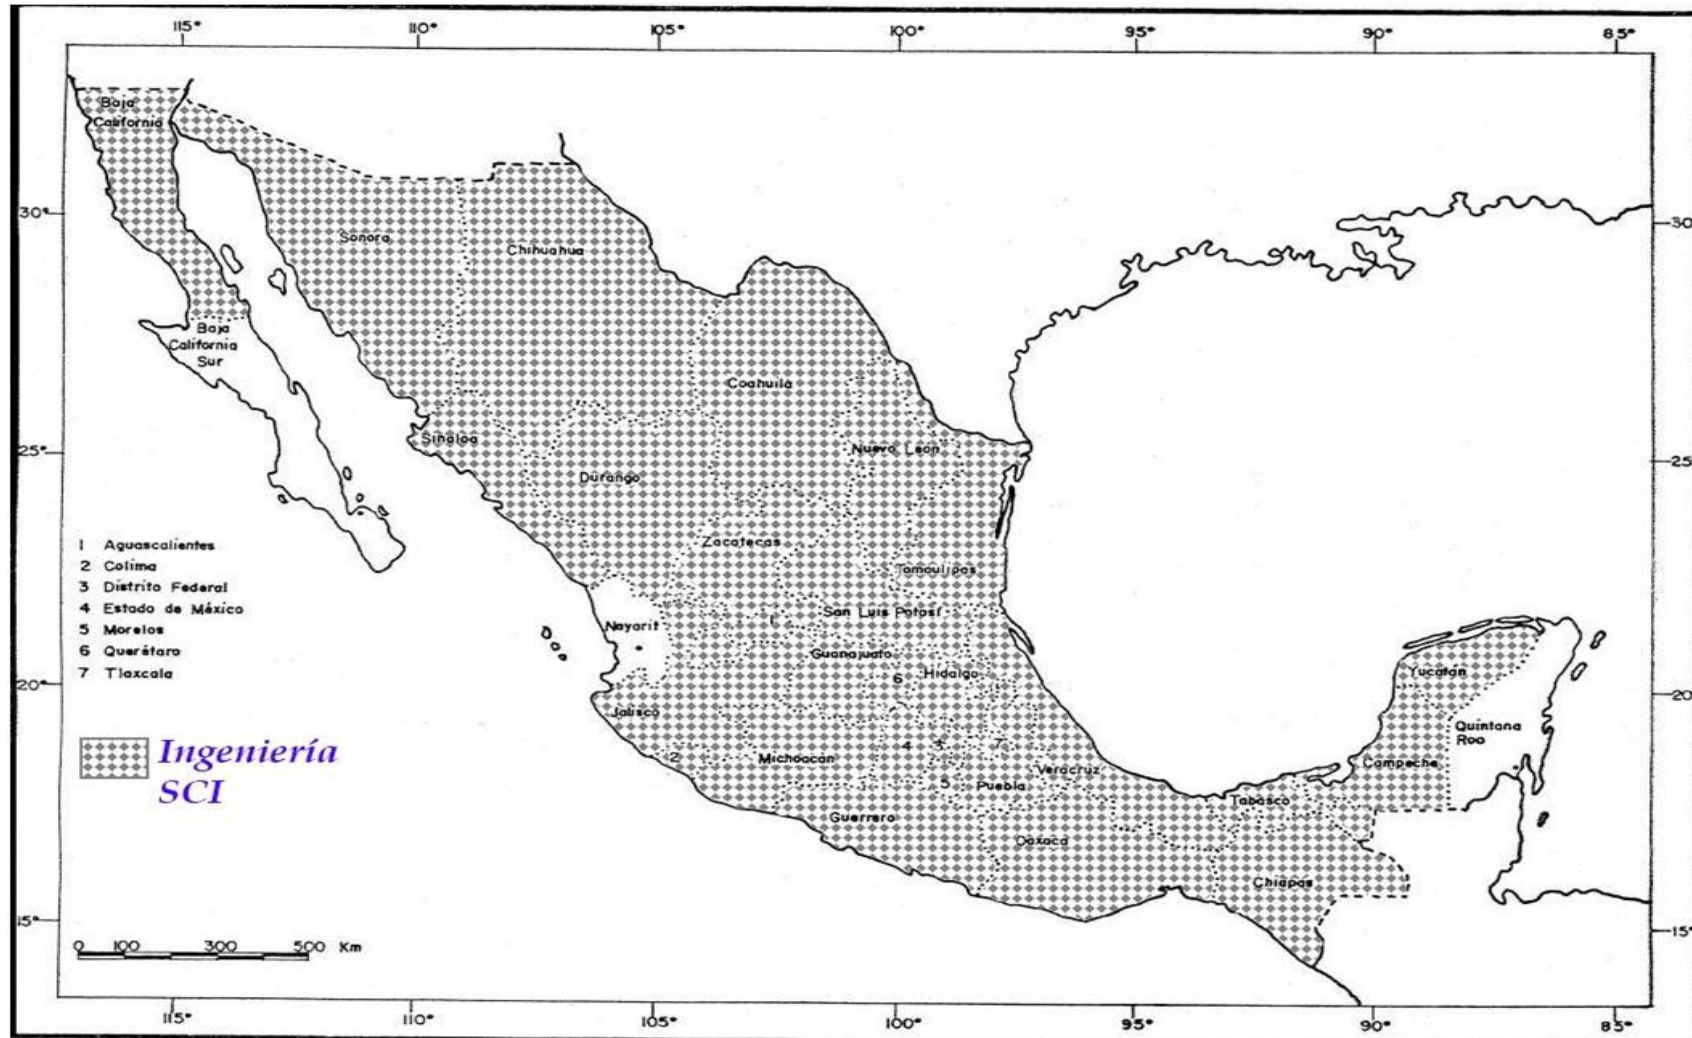 115° 110° 105° 100° 95° 90° 85°
Baja
California
30° 30°
Sonora
Chihuahua
Baja
California
Sur
Coahuila
Sinaloa
Nuevo León
25° 25°
Durango
Zacatecas
Tamaulipas
1 Aguascalientes
2 Colima
3 Distrito Federal
4 Estado de México
5 Morelos
6 Querétaro
7 Tlaxcala
San Luis Potosí
1
Nayarit
Guanajuato
Hidalgo
6
Yucatán
20° 20°
Jalisco
Quintana
Roo
4 3 7
2
Michoacán
Campeche
Veracruz
5
Puebla
Tabasco
Guerrero
Oaxaca
Chiapas
Ingeniería
SCI
15° 15°
0 100 300 500 Km
115° 110° 105° 100° 95° 90° 85°